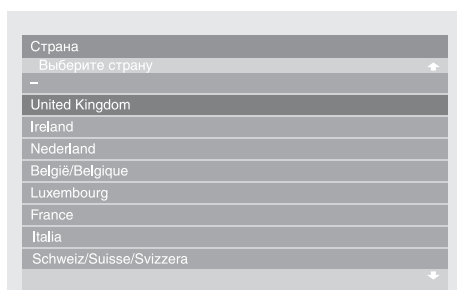 Страна
Выберите страну
–
United Kingdom
Ireland
Nederland
België/Belgique
Luxembourg
France
Italia
Schweiz/Suisse/Svizzera